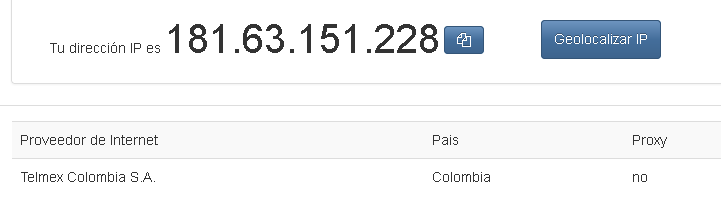 Tu dirección IP es 181.63.151.228 Geolocalizar IP
Proveedor de Internet Pais Proxy
Telmex Colombia S.A. Colombia no